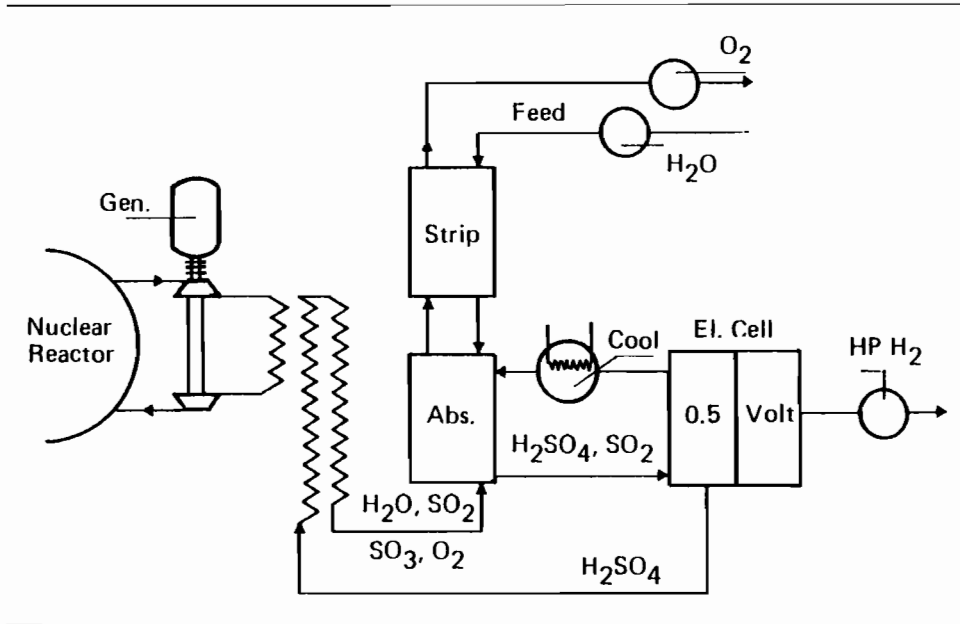 O2
Feed
H2O
Gen.
Strip
Nuclear
Reactor
Cool
El. Cell
HP H2
Abs.
0.5
Volt
H2SO4, SO2
H2O, SO2
SO3, O2
H2SO4